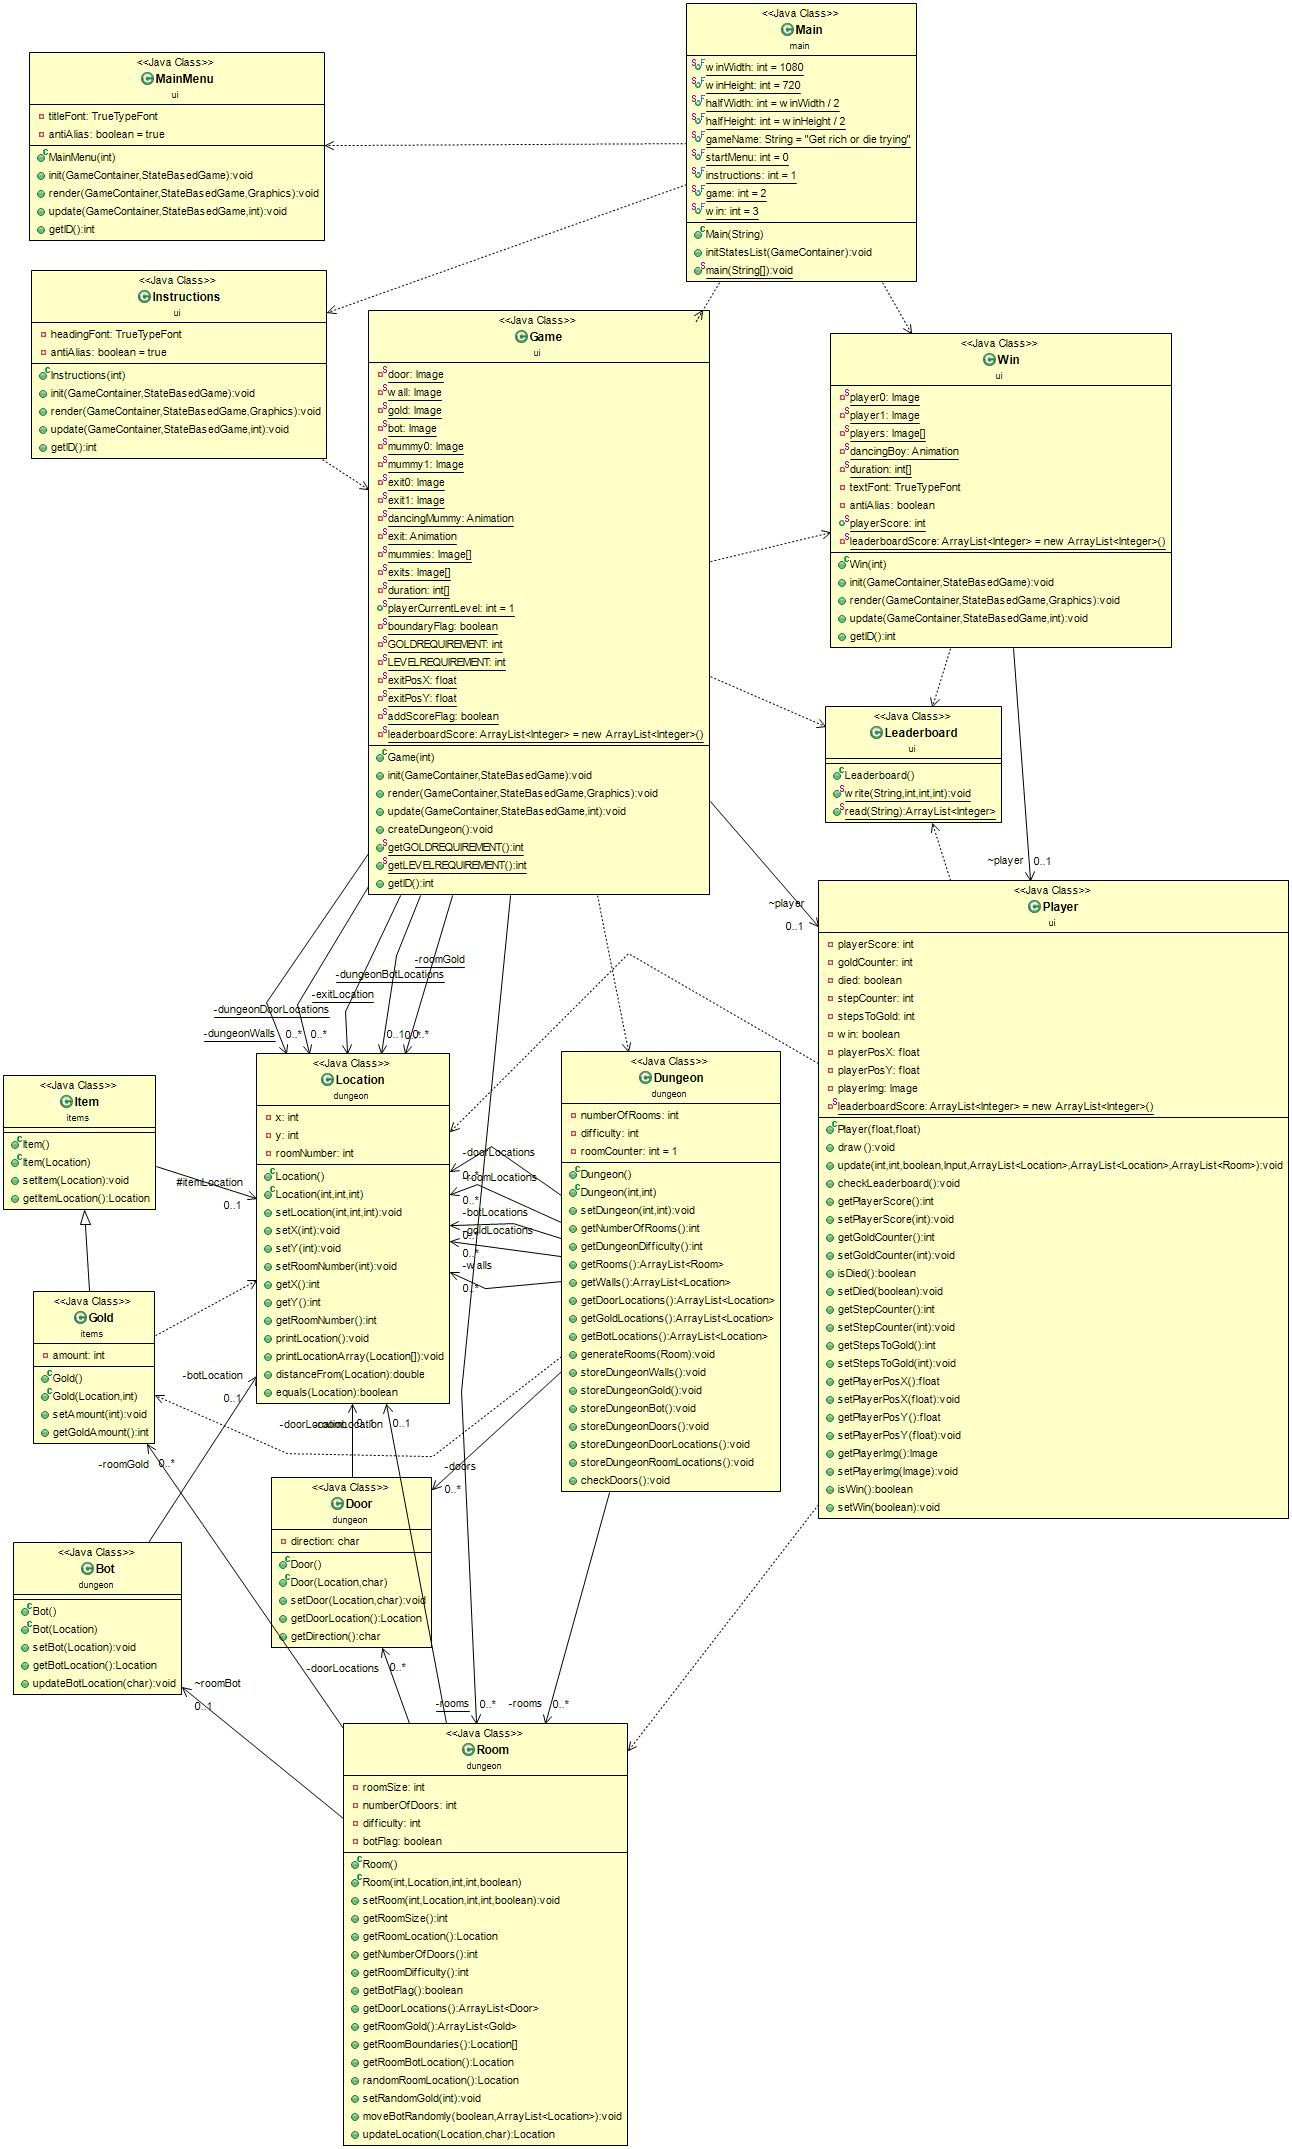 <<Java Class>>
Main
main
winWidth: int = 1080
winHeight: int = 720
halfWidth: int = winWidth / 2
halfHeight: int = winHeight / 2
gameName: String = "Get rich or die trying"
startMenu: int = 0
instructions: int = 1
game: int = 2
win: int = 3
Main(String)
initStatesList(GameContainer):void
main(String[]):void
<<Java Class>>
MainMenu
ui
titleFont: TrueTypeFont
antiAlias: boolean = true
MainMenu(int)
init(GameContainer,StateBasedGame):void
render(GameContainer,StateBasedGame,Graphics):void
update(GameContainer,StateBasedGame,int):void
getID():int
<<Java Class>>
Instructions
ui
headingFont: TrueTypeFont
antiAlias: boolean = true
Instructions(int)
init(GameContainer,StateBasedGame):void
render(GameContainer,StateBasedGame,Graphics):void
update(GameContainer,StateBasedGame,int):void
getID():int
<<Java Class>>
Game
ui
door: Image
wall: Image
gold: Image
bot: Image
mummy0: Image
mummy1: Image
exit0: Image
exit1: Image
dancingMummy: Animation
exit: Animation
mummies: Image[]
exits: Image[]
duration: int[]
playerCurrentLevel: int = 1
boundaryFlag: boolean
GOLDREQUIREMENT: int
LEVELREQUIREMENT: int
exitPosX: float
exitPosY: float
addScoreFlag: boolean
leaderboardScore: ArrayList<Integer> = new ArrayList<Integer>()
Game(int)
init(GameContainer,StateBasedGame):void
render(GameContainer,StateBasedGame,Graphics):void
update(GameContainer,StateBasedGame,int):void
createDungeon():void
getGOLDREQUIREMENT():int
getLEVELREQUIREMENT():int
getID():int
<<Java Class>>
Win
ui
player0: Image
player1: Image
players: Image[]
dancingBoy: Animation
duration: int[]
textFont: TrueTypeFont
antiAlias: boolean
playerScore: int
leaderboardScore: ArrayList<Integer> = new ArrayList<Integer>()
Win(int)
init(GameContainer,StateBasedGame):void
render(GameContainer,StateBasedGame,Graphics):void
update(GameContainer,StateBasedGame,int):void
getID():int
<<Java Class>>
Leaderboard
ui
Leaderboard()
write(String,int,int,int):void
read(String):ArrayList<Integer>
~player 0..1
~player
0..1
<<Java Class>>
Player
ui
playerScore: int
goldCounter: int
died: boolean
stepCounter: int
stepsToGold: int
win: boolean
playerPosX: float
playerPosY: float
playerImg: Image
leaderboardScore: ArrayList<Integer> = new ArrayList<Integer>()
Player(float,float)
draw():void
update(int,int,boolean,Input,ArrayList<Location>,ArrayList<Location>,ArrayList<Room>):void
checkLeaderboard():void
getPlayerScore():int
setPlayerScore(int):void
getGoldCounter():int
setGoldCounter(int):void
isDied():boolean
setDied(boolean):void
getStepCounter():int
setStepCounter(int):void
getStepsToGold():int
setStepsToGold(int):void
getPlayerPosX():float
setPlayerPosX(float):void
getPlayerPosY():float
setPlayerPosY(float):void
getPlayerImg():Image
setPlayerImg(Image):void
isWin():boolean
setWin(boolean):void
-roomGold
-dungeonBotLocations
-exitLocation
-dungeonDoorLocations
-dungeonWalls 0..* 0..* 0..1 0..* 0..*
<<Java Class>>
Location
dungeon
x: int
y: int
roomNumber: int
Location()
Location(int,int,int)
setLocation(int,int,int):void
setX(int):void
setY(int):void
setRoomNumber(int):void
getX():int
getY():int
getRoomNumber():int
printLocation():void
printLocationArray(Location[]):void
distanceFrom(Location):double
equals(Location):boolean
<<Java Class>>
Dungeon
dungeon
numberOfRooms: int
difficulty: int
roomCounter: int = 1
Dungeon()
Dungeon(int,int)
setDungeon(int,int):void
getNumberOfRooms():int
getDungeonDifficulty():int
getRooms():ArrayList<Room>
getWalls():ArrayList<Location>
getDoorLocations():ArrayList<Location>
getGoldLocations():ArrayList<Location>
getBotLocations():ArrayList<Location>
generateRooms(Room):void
storeDungeonWalls():void
storeDungeonGold():void
storeDungeonBot():void
storeDungeonDoors():void
storeDungeonDoorLocations():void
storeDungeonRoomLocations():void
checkDoors():void
-doorLocations
0..*
-roomLocations
0..*
-botLocations
0..*
-goldLocations
0..*
-walls
0..*
<<Java Class>>
Item
items
Item()
Item(Location)
setItem(Location):void
getItemLocation():Location
#itemLocation
0..1
<<Java Class>>
Gold
items
amount: int
Gold()
Gold(Location,int)
setAmount(int):void
getGoldAmount():int
-botLocation
0..1
-doorLocation 0..1
-roomLocation 0..1
-roomGold 0..*
-doors
0..*
<<Java Class>>
Door
dungeon
direction: char
Door()
Door(Location,char)
setDoor(Location,char):void
getDoorLocation():Location
getDirection():char
<<Java Class>>
Bot
dungeon
Bot()
Bot(Location)
setBot(Location):void
getBotLocation():Location
updateBotLocation(char):void
~roomBot
0..1
-doorLocations 0..*
-rooms 0..*
-rooms 0..*
<<Java Class>>
Room
dungeon
roomSize: int
numberOfDoors: int
difficulty: int
botFlag: boolean
Room()
Room(int,Location,int,int,boolean)
setRoom(int,Location,int,int,boolean):void
getRoomSize():int
getRoomLocation():Location
getNumberOfDoors():int
getRoomDifficulty():int
getBotFlag():boolean
getDoorLocations():ArrayList<Door>
getRoomGold():ArrayList<Gold>
getRoomBoundaries():Location[]
getRoomBotLocation():Location
randomRoomLocation():Location
setRandomGold(int):void
moveBotRandomly(boolean,ArrayList<Location>):void
updateLocation(Location,char):Location